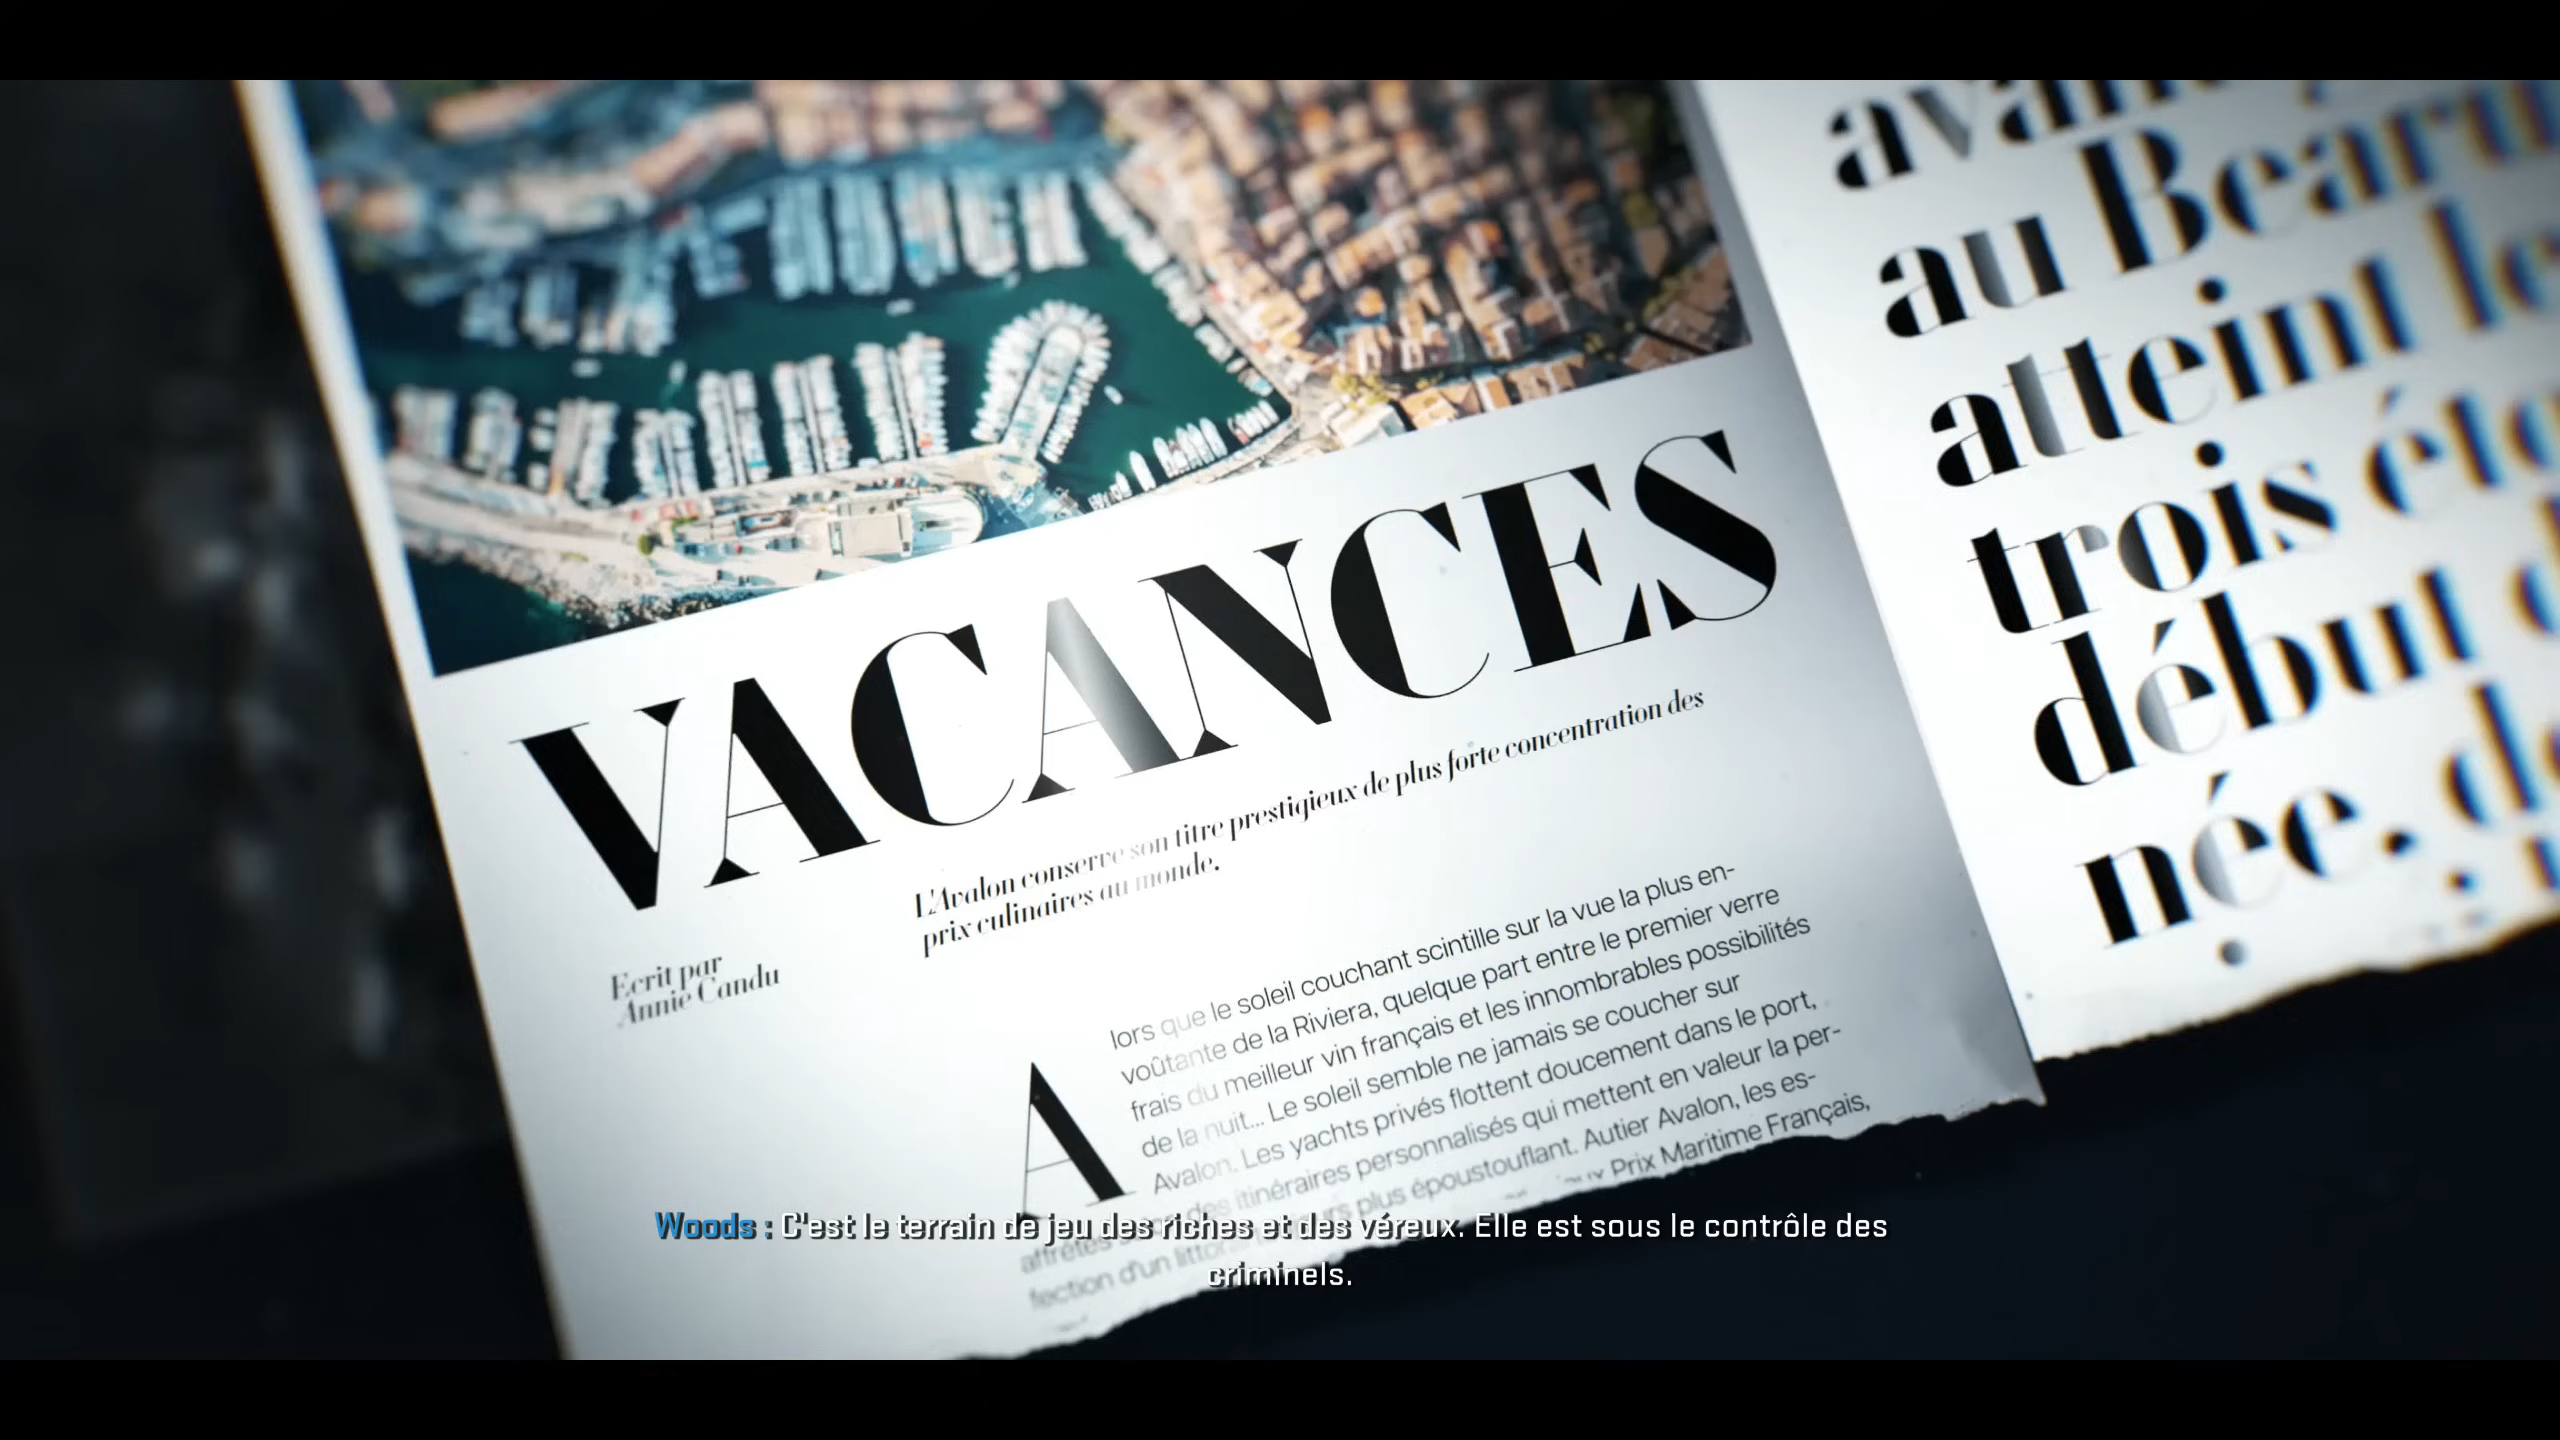 VACANCES
L'Avalon conserve son titre prestigieux de plus forte concentration des
prix culinaires au monde.
Ecrit par
Annie Candu
A
lors que le soleil couchant scintille sur la vue la plus en-
voûtante de la Riviera, quelque part entre le premier verre
frais du meilleur vin français et les innombrables possibilités
de la nuit... Le soleil semble ne jamais se coucher sur
Avalon. Les yachts privés flottent doucement dans le port,
affrétés des itinéraires personnalisés qui mettent en valeur la per-
fection d'un plus époustouflant. Autier Avalon, les es-
Prix Maritime Français,
au
atteint
trois
début
née.
Woods : C'est le terrain de jeu des riches et des véreux. Elle est sous le contrôle des
criminels.